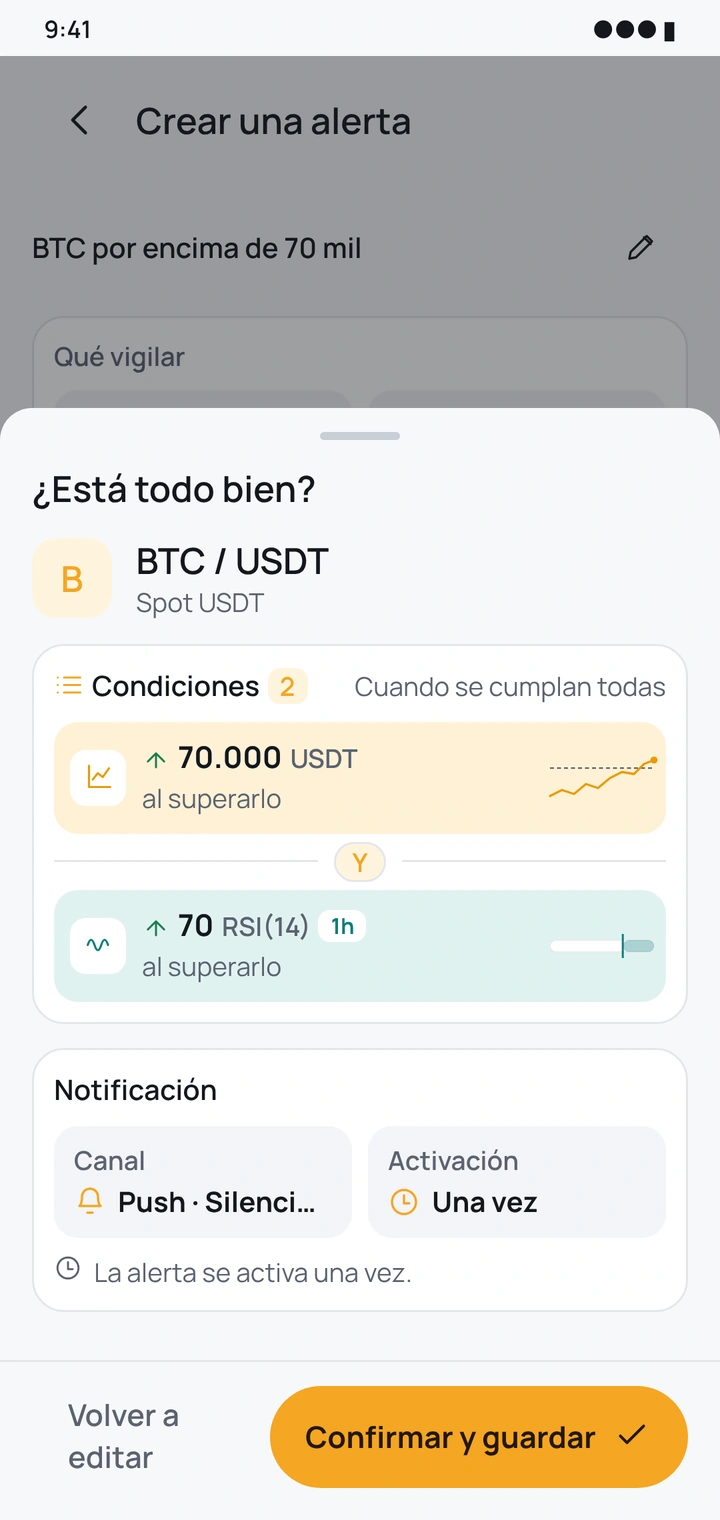 9:41
Crear una alerta
BTC por encima de 70 mil
Qué vigilar
¿Está todo bien?
B
BTC / USDT
Spot USDT
Condiciones 2 Cuando se cumplan todas
↑ 70.000 USDT
al superarlo
Y
↑ 70 RSI(14) 1h
al superarlo
Notificación
Canal
Push · Silenci...
Activación
Una vez
La alerta se activa una vez.
Volver a
editar
Confirmar y guardar